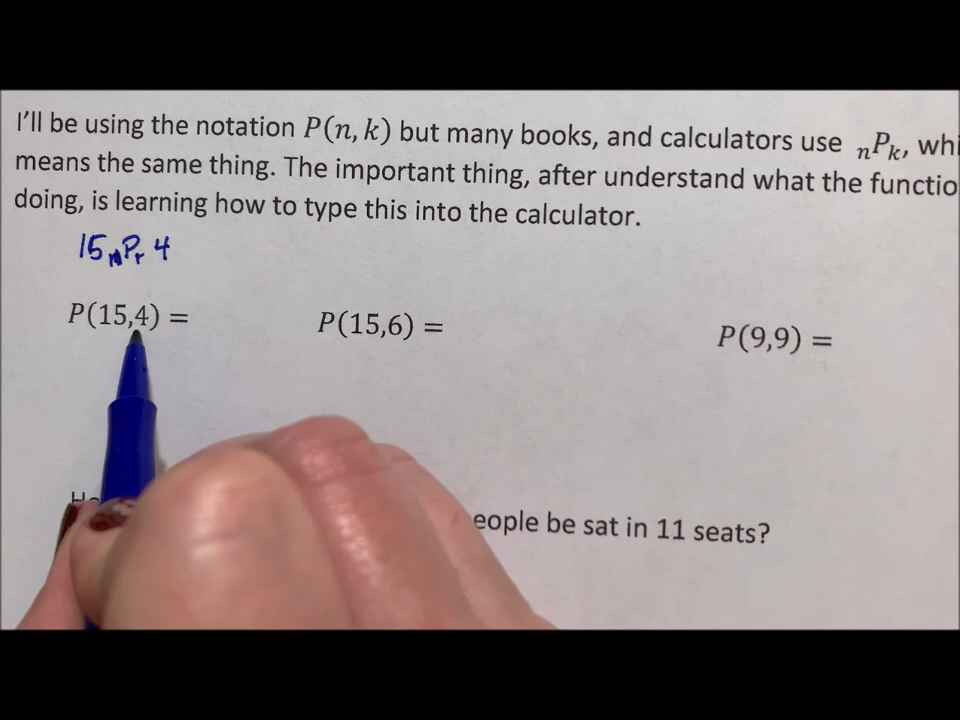 I'll be using the notation P(n, k) but many books, and calculators use nPk, whi
means the same thing. The important thing, after understand what the functio
doing, is learning how to type this into the calculator.
15 nPr 4
P(15,4) = P(15,6) = P(9,9) =
eople be sat in 11 seats?